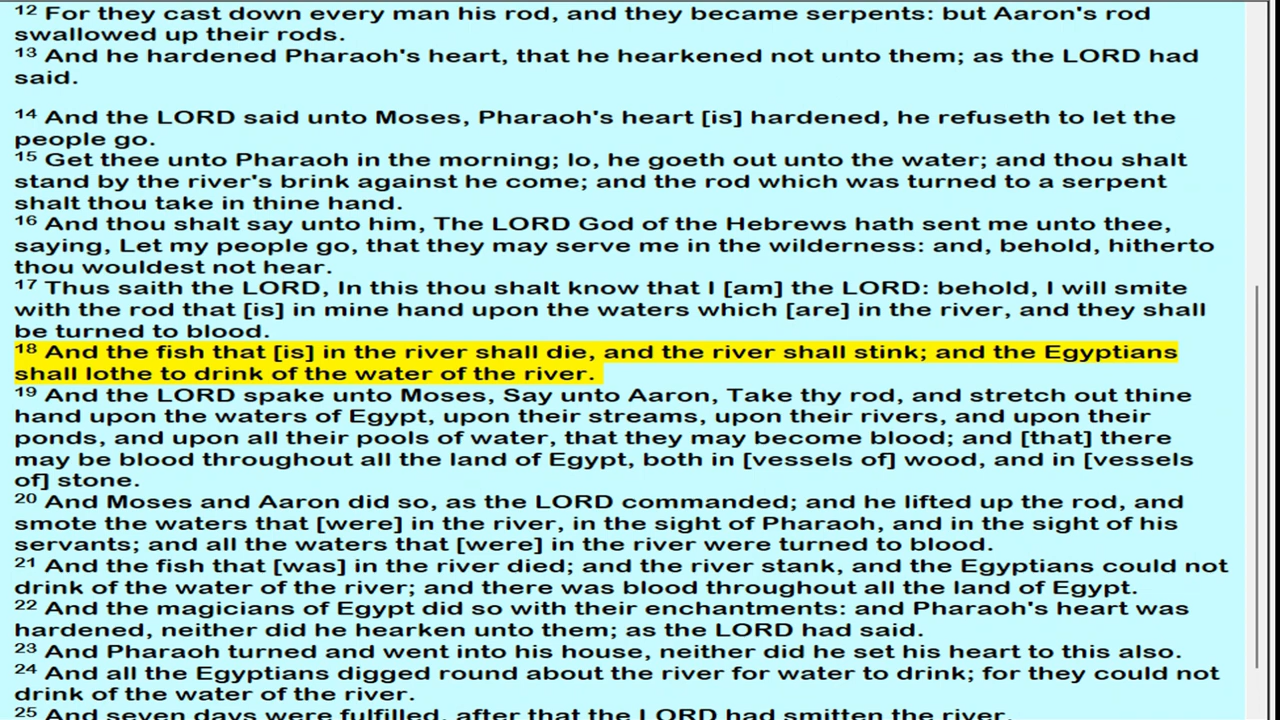 12 For they cast down every man his rod, and they became serpents: but Aaron's rod
swallowed up their rods.
13 And he hardened Pharaoh's heart, that he hearkened not unto them; as the LORD had
said.
14 And the LORD said unto Moses, Pharaoh's heart [is] hardened, he refuseth to let the
people go.
15 Get thee unto Pharaoh in the morning; lo, he goeth out unto the water; and thou shalt
stand by the river's brink against he come; and the rod which was turned to a serpent
shalt thou take in thine hand.
16 And thou shalt say unto him, The LORD God of the Hebrews hath sent me unto thee,
saying, Let my people go, that they may serve me in the wilderness: and, behold, hitherto
thou wouldest not hear.
17 Thus saith the LORD, In this thou shalt know that I [am] the LORD: behold, I will smite
with the rod that [is] in mine hand upon the waters which [are] in the river, and they shall
be turned to blood.
18 And the fish that [is] in the river shall die, and the river shall stink; and the Egyptians
shall lothe to drink of the water of the river.
19 And the LORD spake unto Moses, Say unto Aaron, Take thy rod, and stretch out thine
hand upon the waters of Egypt, upon their streams, upon their rivers, and upon their
ponds, and upon all their pools of water, that they may become blood; and [that] there
may be blood throughout all the land of Egypt, both in [vessels of] wood, and in [vessels
of] stone.
20 And Moses and Aaron did so, as the LORD commanded; and he lifted up the rod, and
smote the waters that [were] in the river, in the sight of Pharaoh, and in the sight of his
servants; and all the waters that [were] in the river were turned to blood.
21 And the fish that [was] in the river died; and the river stank, and the Egyptians could not
drink of the water of the river; and there was blood throughout all the land of Egypt.
22 And the magicians of Egypt did so with their enchantments: and Pharaoh's heart was
hardened, neither did he hearken unto them; as the LORD had said.
23 And Pharaoh turned and went into his house, neither did he set his heart to this also.
24 And all the Egyptians digged round about the river for water to drink; for they could not
drink of the water of the river.
25 And seven days were fulfilled, after that the LORD had smitten the river.